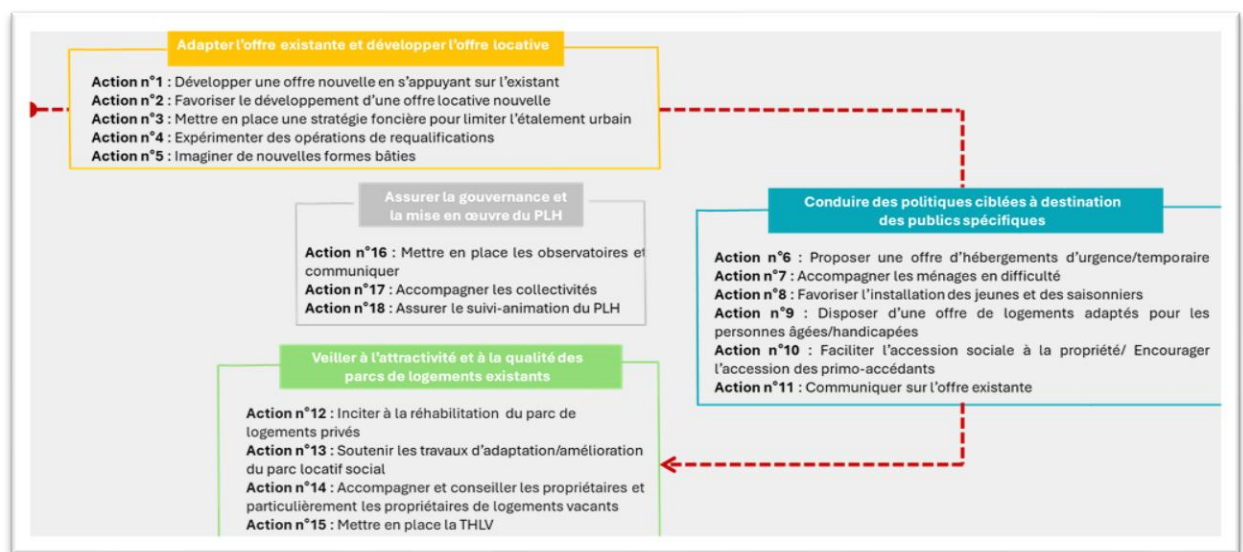 Adapter l'offre existante et développer l'offre locative
Action n°1 : Développer une offre nouvelle en s'appuyant sur l'existant
Action n°2 : Favoriser le développement d'une offre locative nouvelle
Action n°3 : Mettre en place une stratégie foncière pour limiter l'étalement urbain
Action n°4 : Expérimenter des opérations de requalifications
Action n°5 : Imaginer de nouvelles formes bâties
Assurer la gouvernance et
la mise en œuvre du PLH
Action n°16 : Mettre en place les observatoires et
communiquer
Action n°17 : Accompagner les collectivités
Action n°18 : Assurer le suivi-animation du PLH
Conduire des politiques ciblées à destination
des publics spécifiques
Action n°6 : Proposer une offre d'hébergements d'urgence/temporaire
Action n°7 : Accompagner les ménages en difficulté
Action n°8 : Favoriser l'installation des jeunes et des saisonniers
Action n°9 : Disposer d'une offre de logements adaptés pour les
personnes âgées/handicapées
Action n°10 : Faciliter l'accession sociale à la propriété/ Encourager
l'accession des primo-accédants
Action n°11 : Communiquer sur l'offre existante
Veiller à l'attractivité et à la qualité des
parcs de logements existants
Action n°12 : Inciter à la réhabilitation du parc de
logements privés
Action n°13 : Soutenir les travaux d'adaptation/amélioration
du parc locatif social
Action n°14 : Accompagner et conseiller les propriétaires et
particulièrement les propriétaires de logements vacants
Action n°15 : Mettre en place la THLV